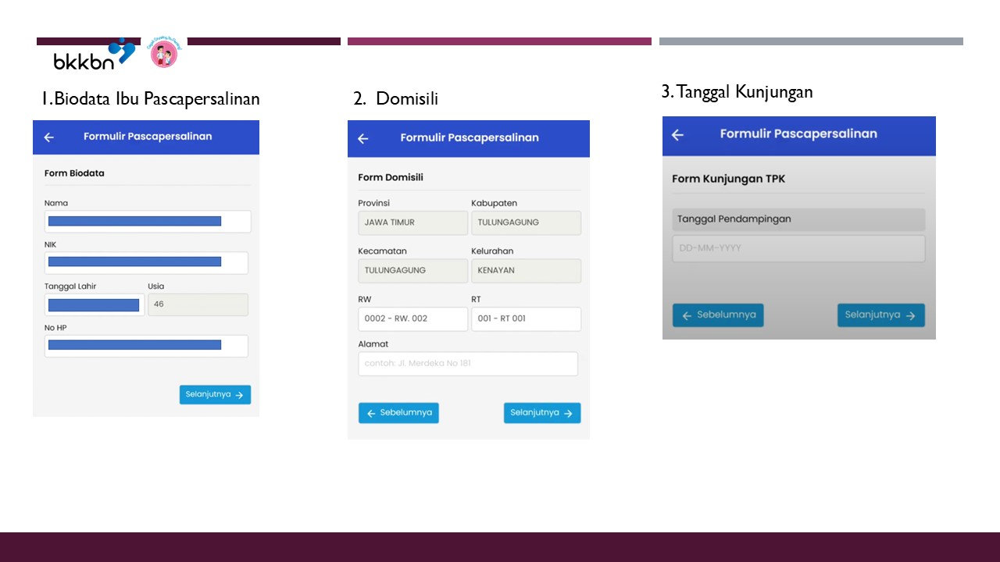 bkkbn
1.Biodata Ibu Pascapersalinan
Formulir Pascapersalinan
Form Biodata
Nama
NIK
Tanggal Lahir Usia
46
No HP
Selanjutnya
2. Domisili
Formulir Pascapersalinan
Form Domisili
Provinsi Kabupaten
JAWA TIMUR TULUNGAGUNG
Kecamatan Kelurahan
TULUNGAGUNG KENAYAN
RW RT
0002 - RW. 002 001 - RT 001
Alamat
contoh: Jl. Merdeka No 181
Sebelumnya Selanjutnya
3. Tanggal Kunjungan
Formulir Pascapersalinan
Form Kunjungan TPK
Tanggal Pendampingan
DD-MM-YYYY
Sebelumnya Selanjutnya